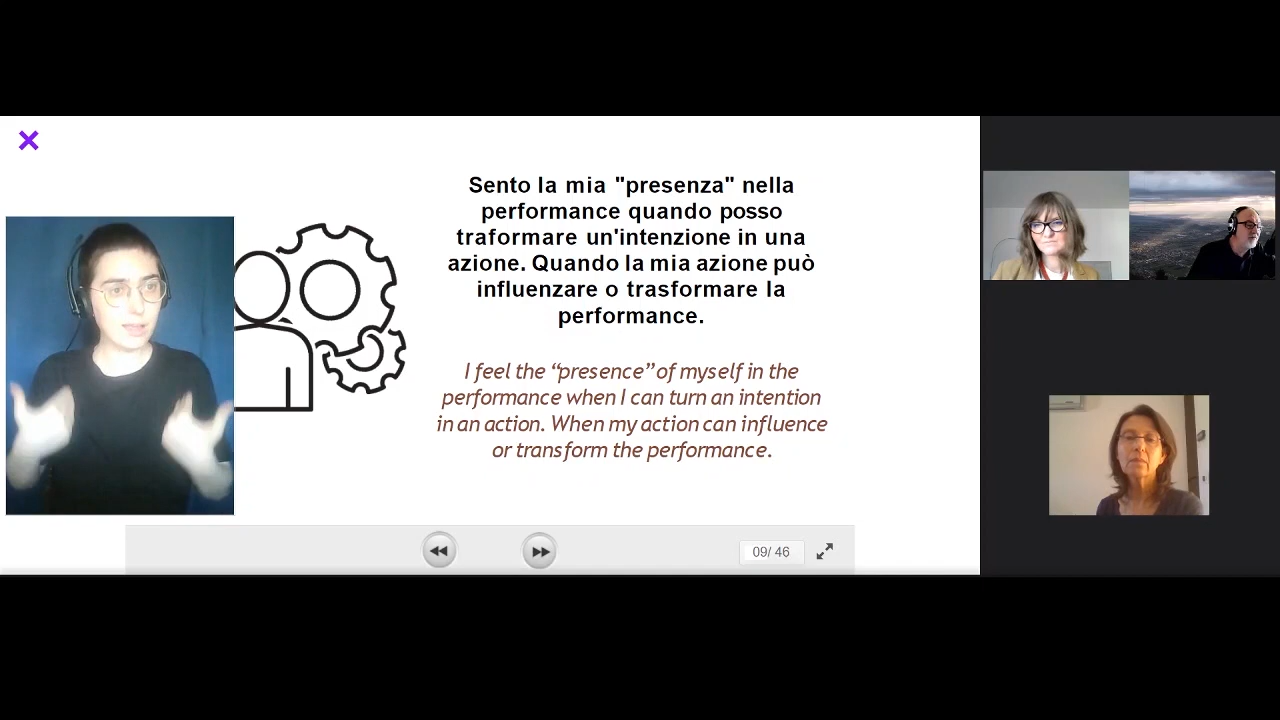 Sento la mia "presenza" nella
performance quando posso
traformare un'intenzione in una
azione. Quando la mia azione può
influenzare o trasformare la
performance.
I feel the “presence” of myself in the
performance when I can turn an intention
in an action. When my action can influence
or transform the performance.
09/ 46